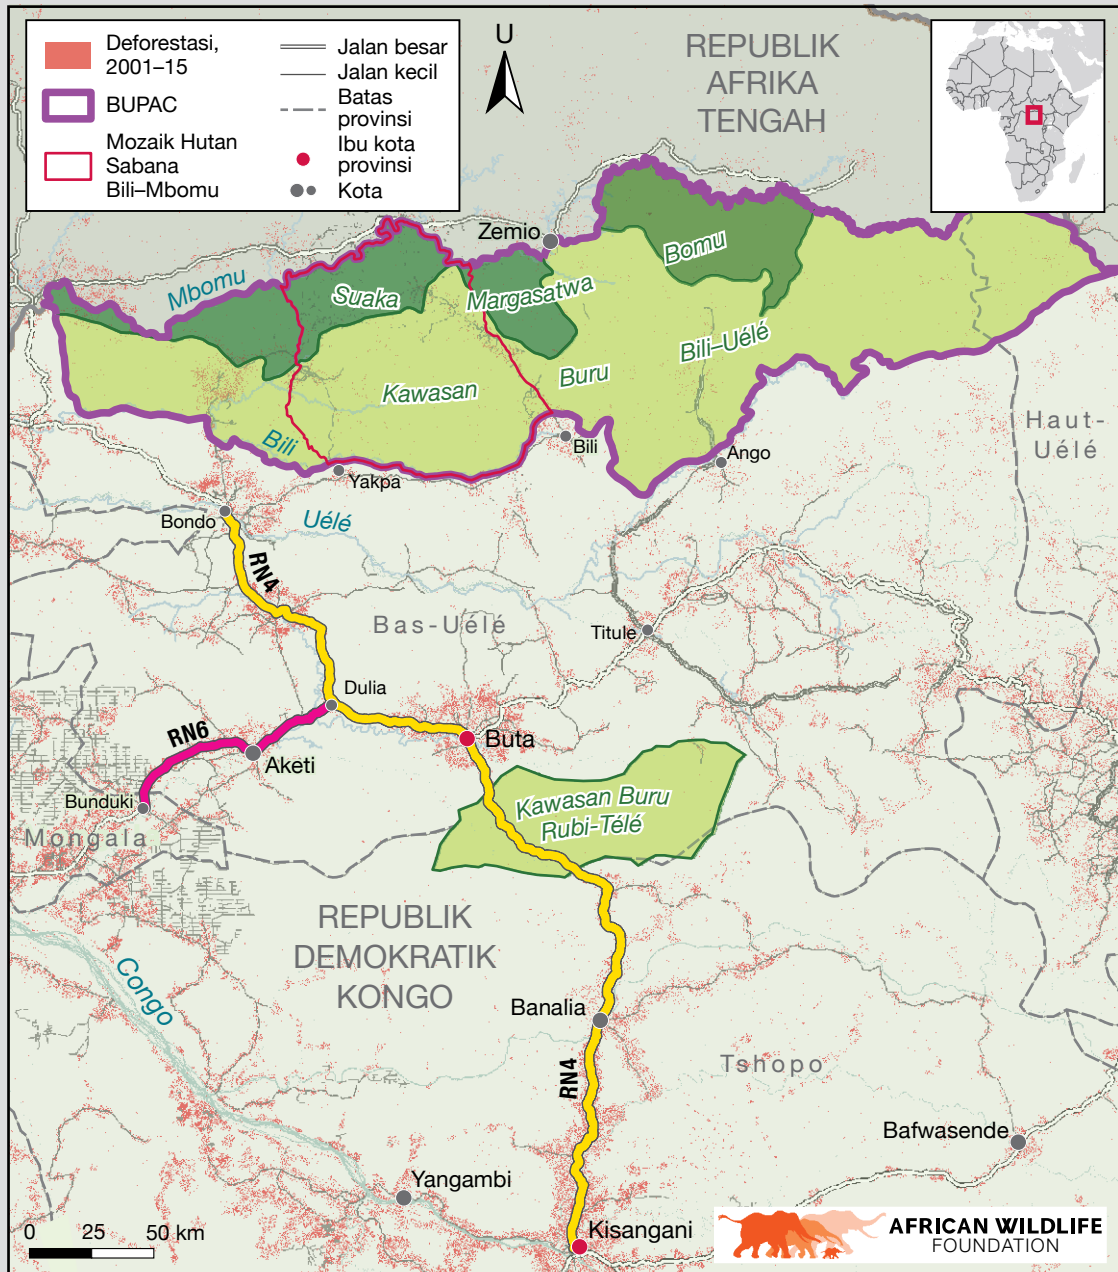 Deforestasi,
2001–15
BUPAC
Mozaik Hutan
Sabana
Bili–Mbomu
Jalan besar
Jalan kecil
Batas
provinsi
Ibu kota
provinsi
Kota
U
REPUBLIK
AFRIKA
TENGAH
Zemio
Mbomu
Suaka
Margasatwa
Bomu
Kawasan
Buru
Bili–Uélé
Bili
Bili
Yakpa
Ango
Haut-
Uélé
Bondo
Uélé
RN4
Bas-Uélé
Titule
Dulia
RN6
Buta
Aketi
Bunduki
Mongala
Kawasan Buru
Rubi-Télé
REPUBLIK
DEMOKRATIK
KONGO
Congo
Banalia
RN4
Tshopo
Bafwasende
Yangambi
Kisangani
0 25 50 km
AFRICAN WILDLIFE
FOUNDATION